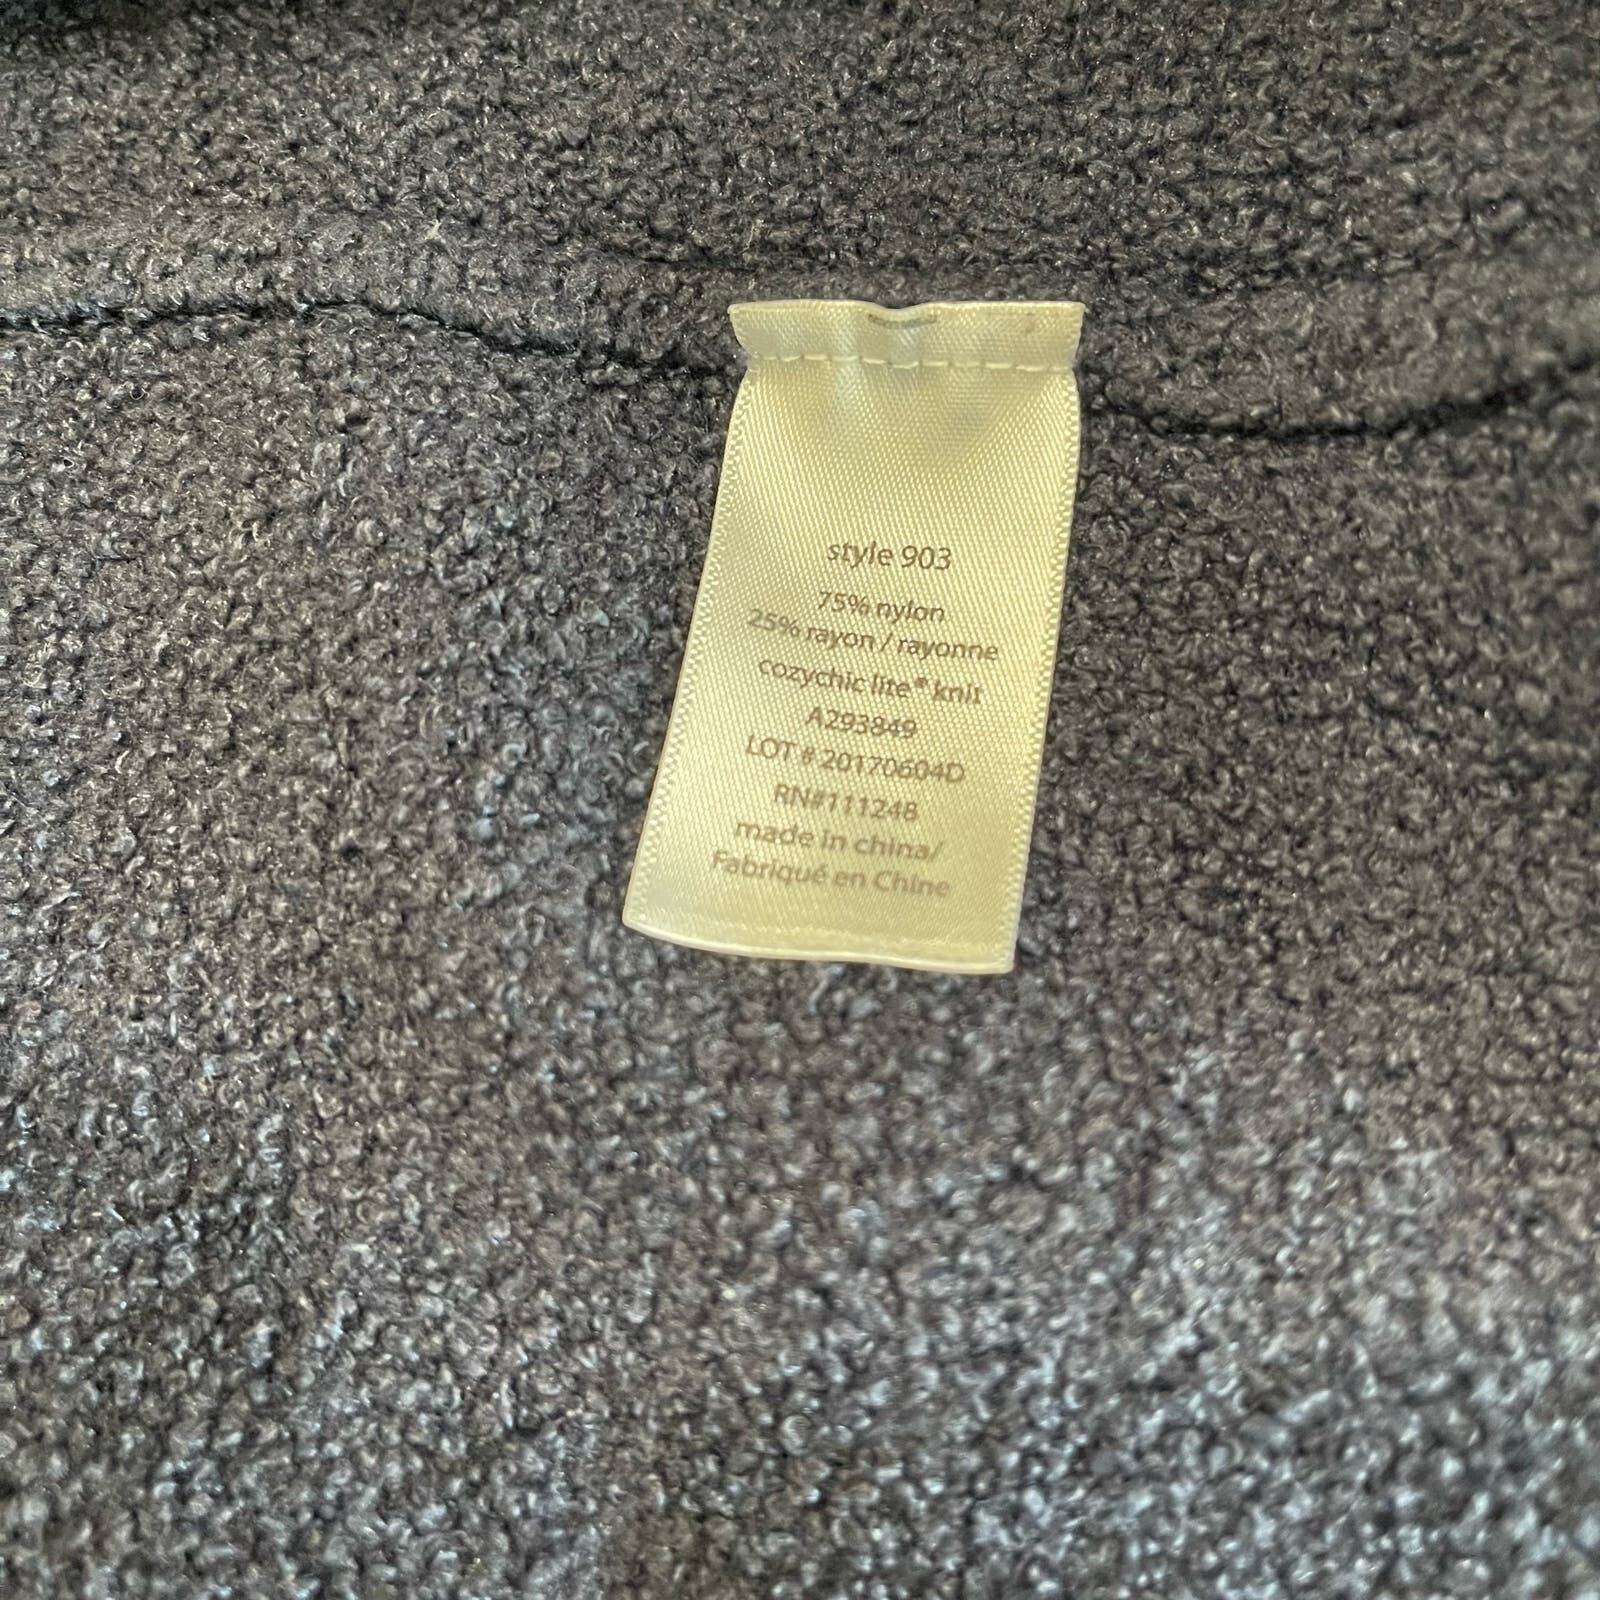 style 903
75% nylon
25% rayon / rayonne
cozychic lite® knit
A293849
LOT # 20170604D
RN#111248
made in china/
Fabriqué en Chine